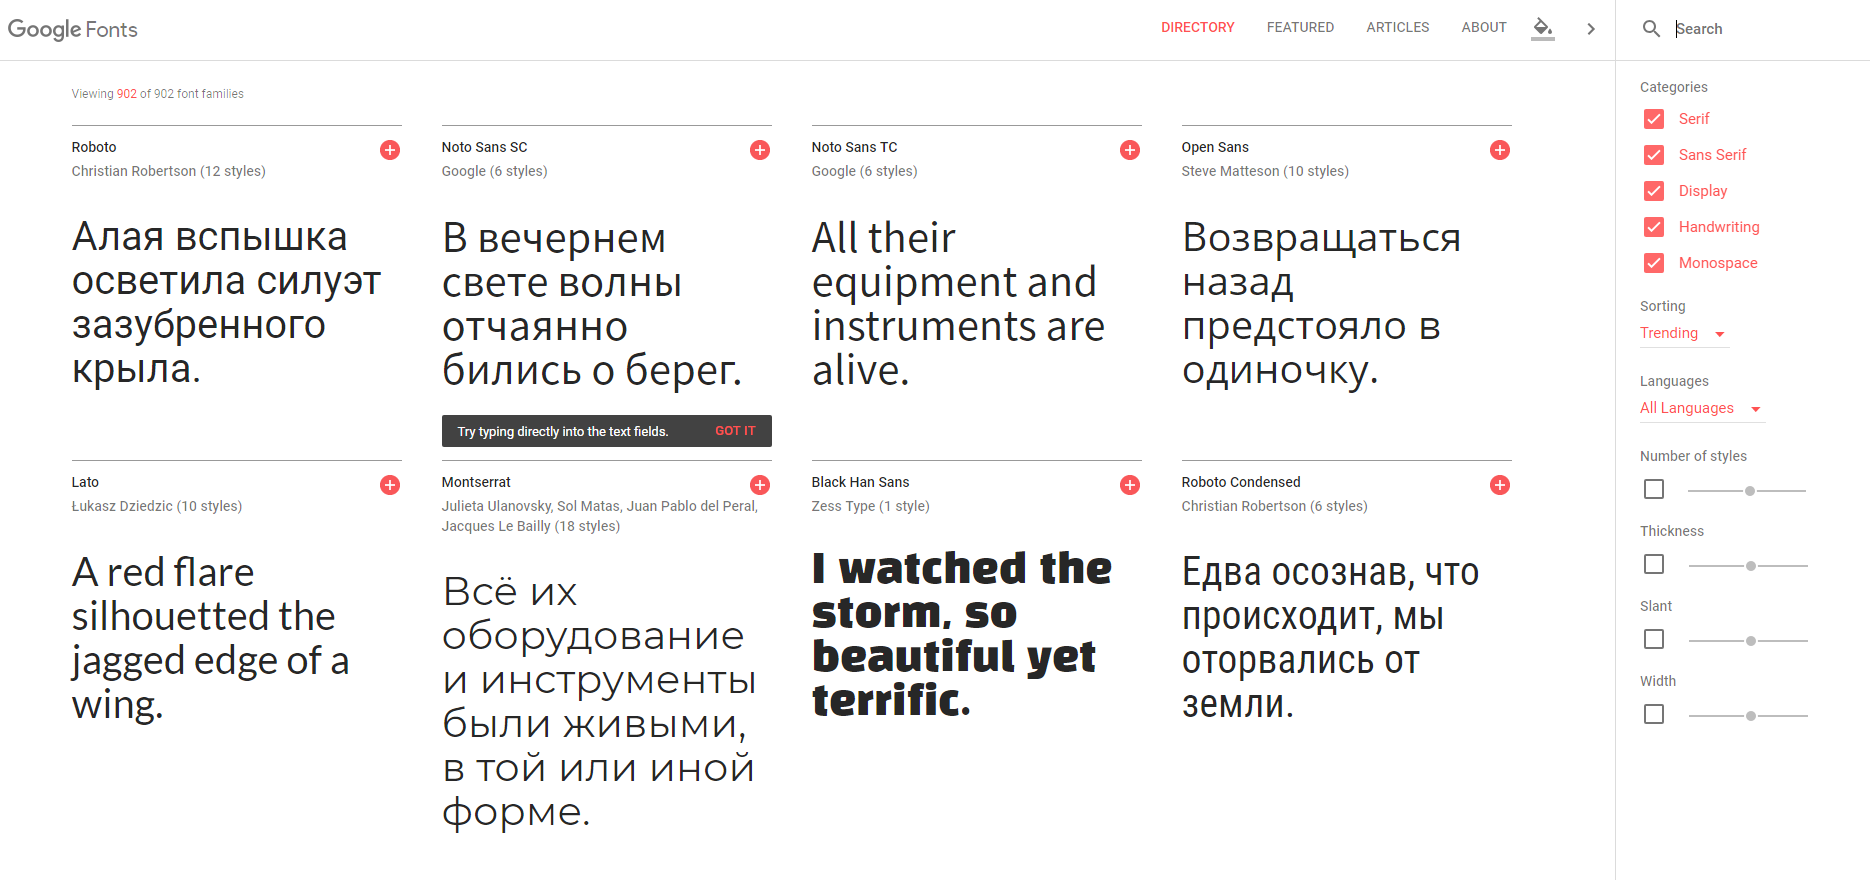 Google Fonts
DIRECTORY
FEATURED
ARTICLES
ABOUT
Search
Viewing 902 of 902 font families
Roboto
Christian Robertson (12 styles)
Алая вспышка
осветила силуэт
зазубренного
крыла.
Noto Sans SC
Google (6 styles)
В вечернем
свете волны
отчаянно
бились о берег.
Try typing directly into the text fields.
GOT IT
Noto Sans TC
Google (6 styles)
All their
equipment and
instruments are
alive.
Open Sans
Steve Matteson (10 styles)
Возвращаться
назад
предстояло в
одиночку.
Lato
Łukasz Dziedzic (10 styles)
A red flare
silhouetted the
jagged edge of a
wing.
Montserrat
Julieta Ulanovsky, Sol Matas, Juan Pablo del Peral,
Jacques Le Bailly (18 styles)
Всё их
оборудование
и инструменты
были живыми,
в той или иной
форме.
Black Han Sans
Zess Type (1 style)
I watched the
storm, so
beautiful yet
terrific.
Roboto Condensed
Christian Robertson (6 styles)
Едва осознав, что
происходит, мы
оторвались от
земли.
Categories
Serif
Sans Serif
Display
Handwriting
Monospace
Sorting
Trending
Languages
All Languages
Number of styles
Thickness
Slant
Width